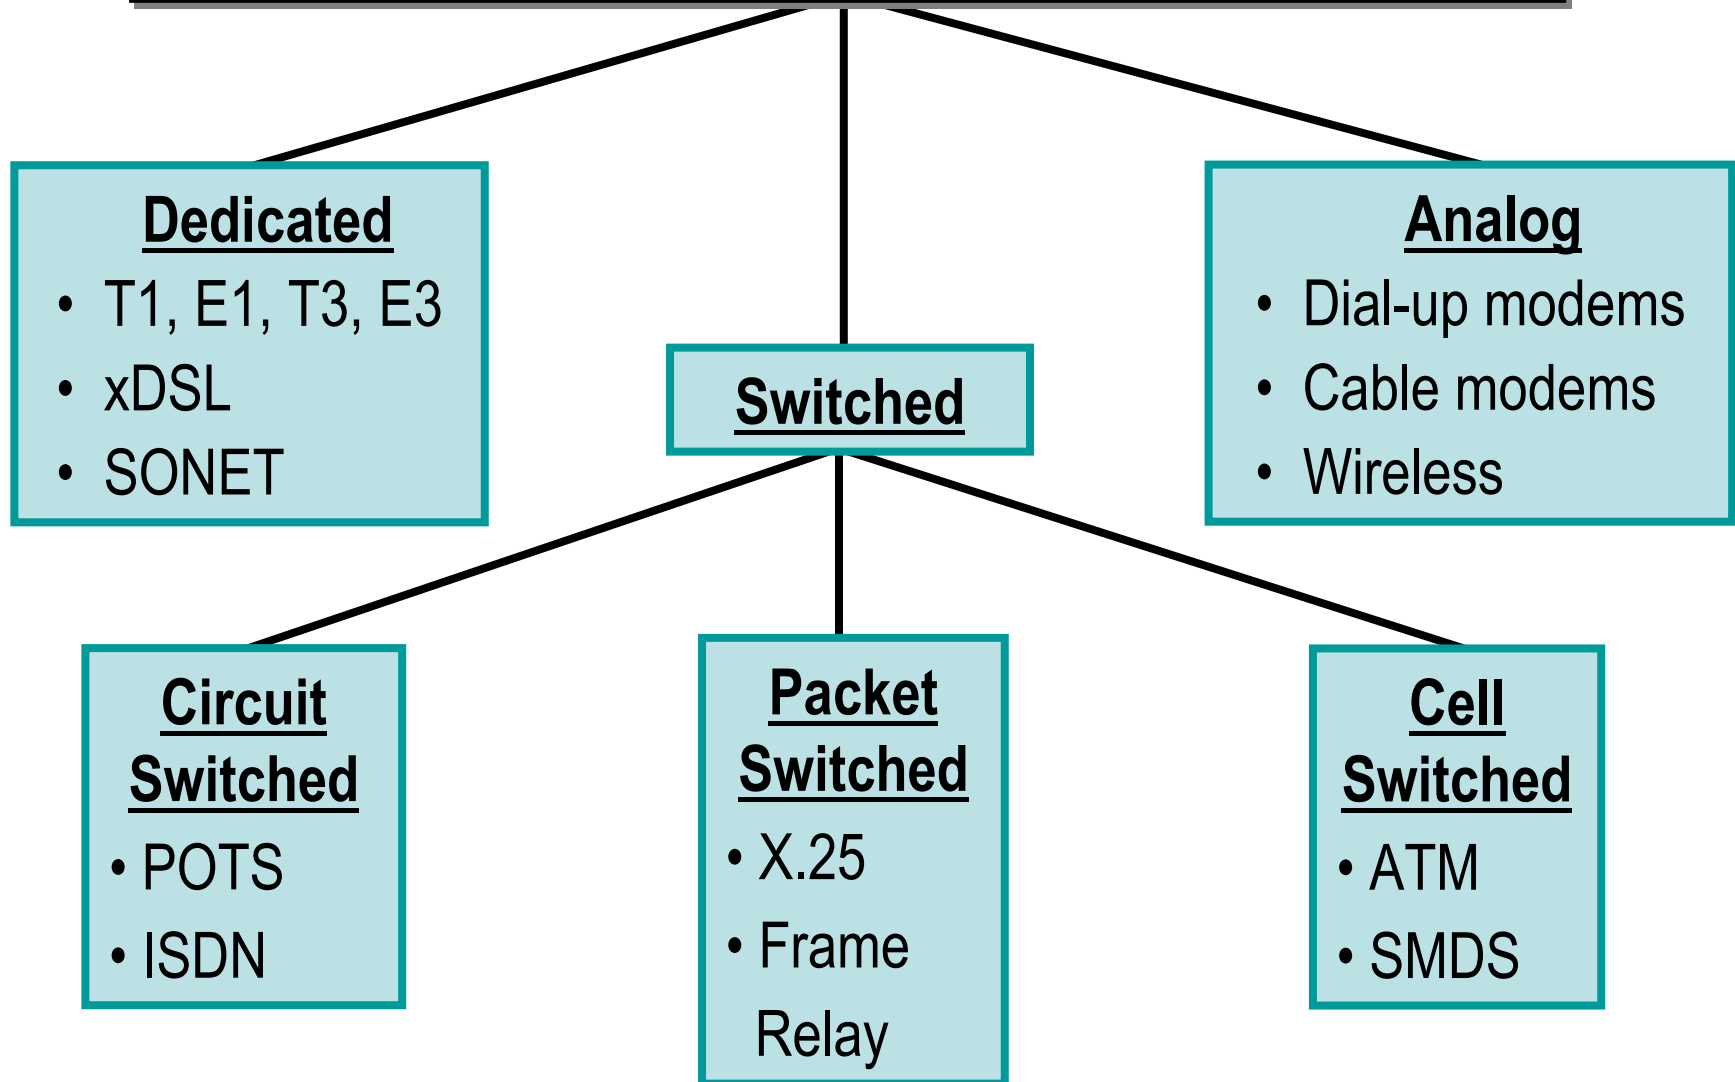 Dedicated
• T1, E1, T3, E3
• xDSL
• SONET
Analog
• Dial-up modems
• Cable modems
• Wireless
Switched
Circuit
Switched
• POTS
• ISDN
Packet
Switched
• X.25
• Frame
Relay
Cell
Switched
• ATM
• SMDS